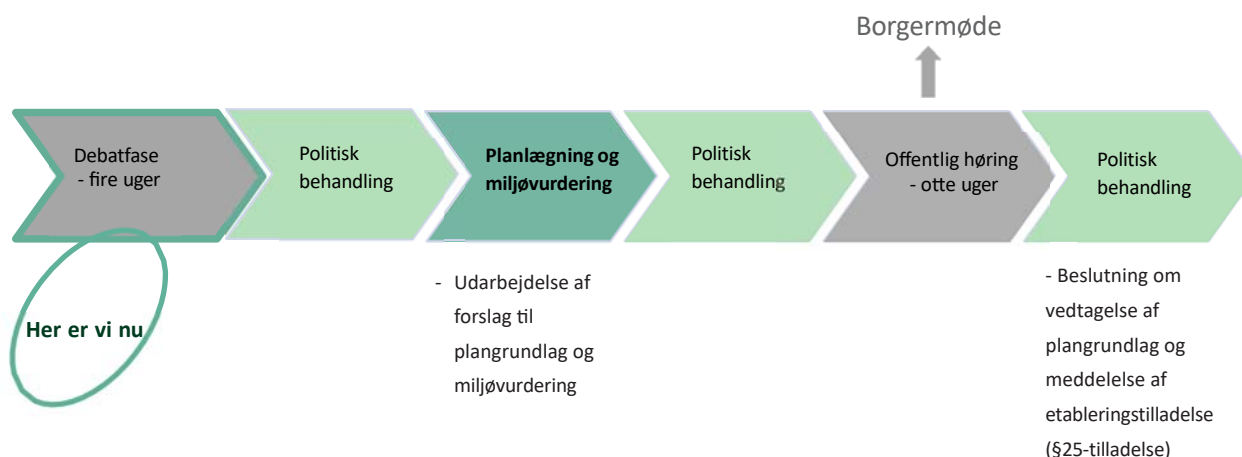 Borgermøde
Debatfase
- fire uger
Politisk
behandling
Planlægning og
miljøvurdering
Politisk
behandling
Offentlig høring
- otte uger
Politisk
behandling
Her er vi nu
- Udarbejdelse af
forslag til
plangrundlag og
miljøvurdering
- Beslutning om
vedtagelse af
plangrundlag og
meddelelse af
etableringstilladelse
(§25-tilladelse)